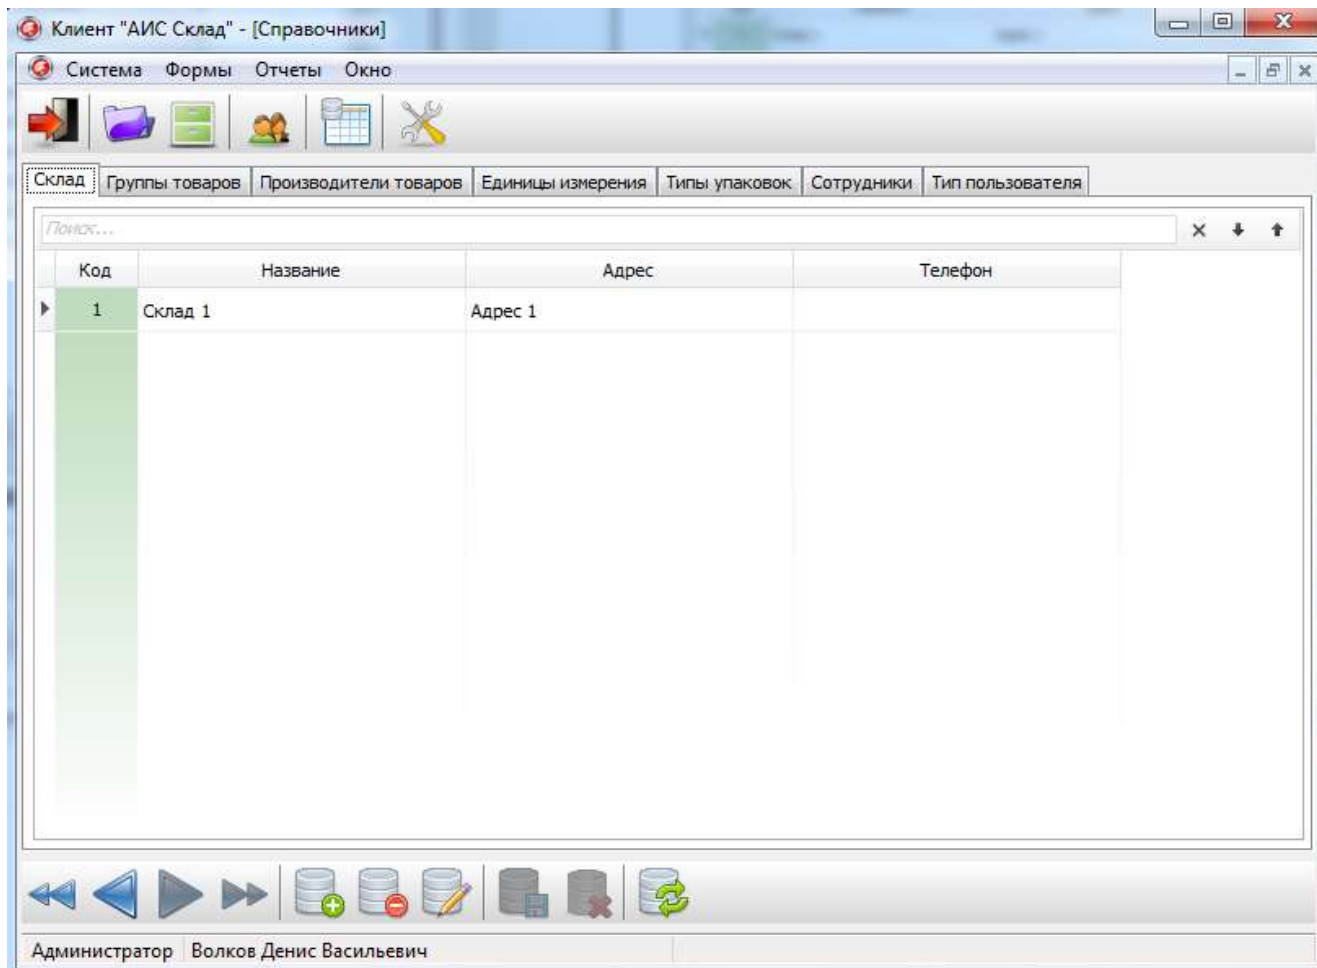 Клиент "АИС Склад" - [Справочники]
Система Формы Отчеты Окно
Склад Группы товаров Производители товаров Единицы измерения Типы упаковок Сотрудники Тип пользователя
Поиск...
Код Название Адрес Телефон
1 Склад 1 Адрес 1
Администратор Волков Денис Васильевич